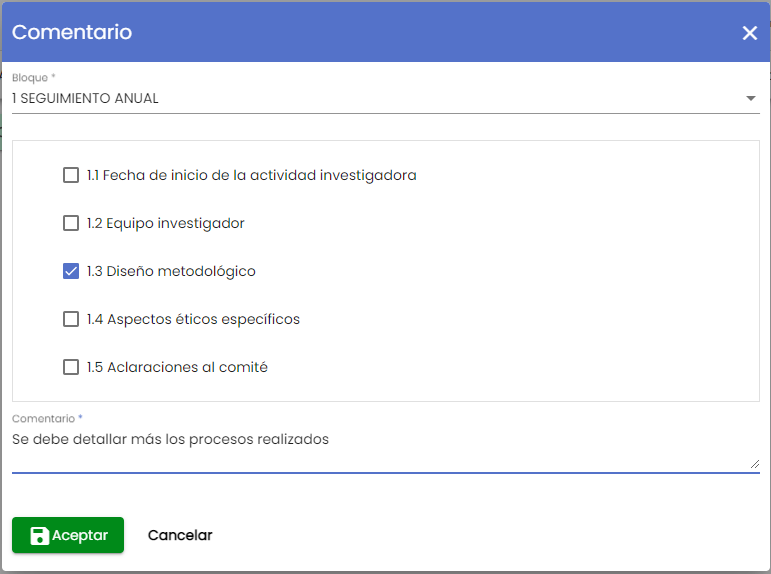 Comentario
Bloque *
1 SEGUIMIENTO ANUAL
1.1 Fecha de inicio de la actividad investigadora
1.2 Equipo investigador
1.3 Diseño metodológico
1.4 Aspectos éticos específicos
1.5 Aclaraciones al comité
Comentario *
Se debe detallar más los procesos realizados
Aceptar Cancelar